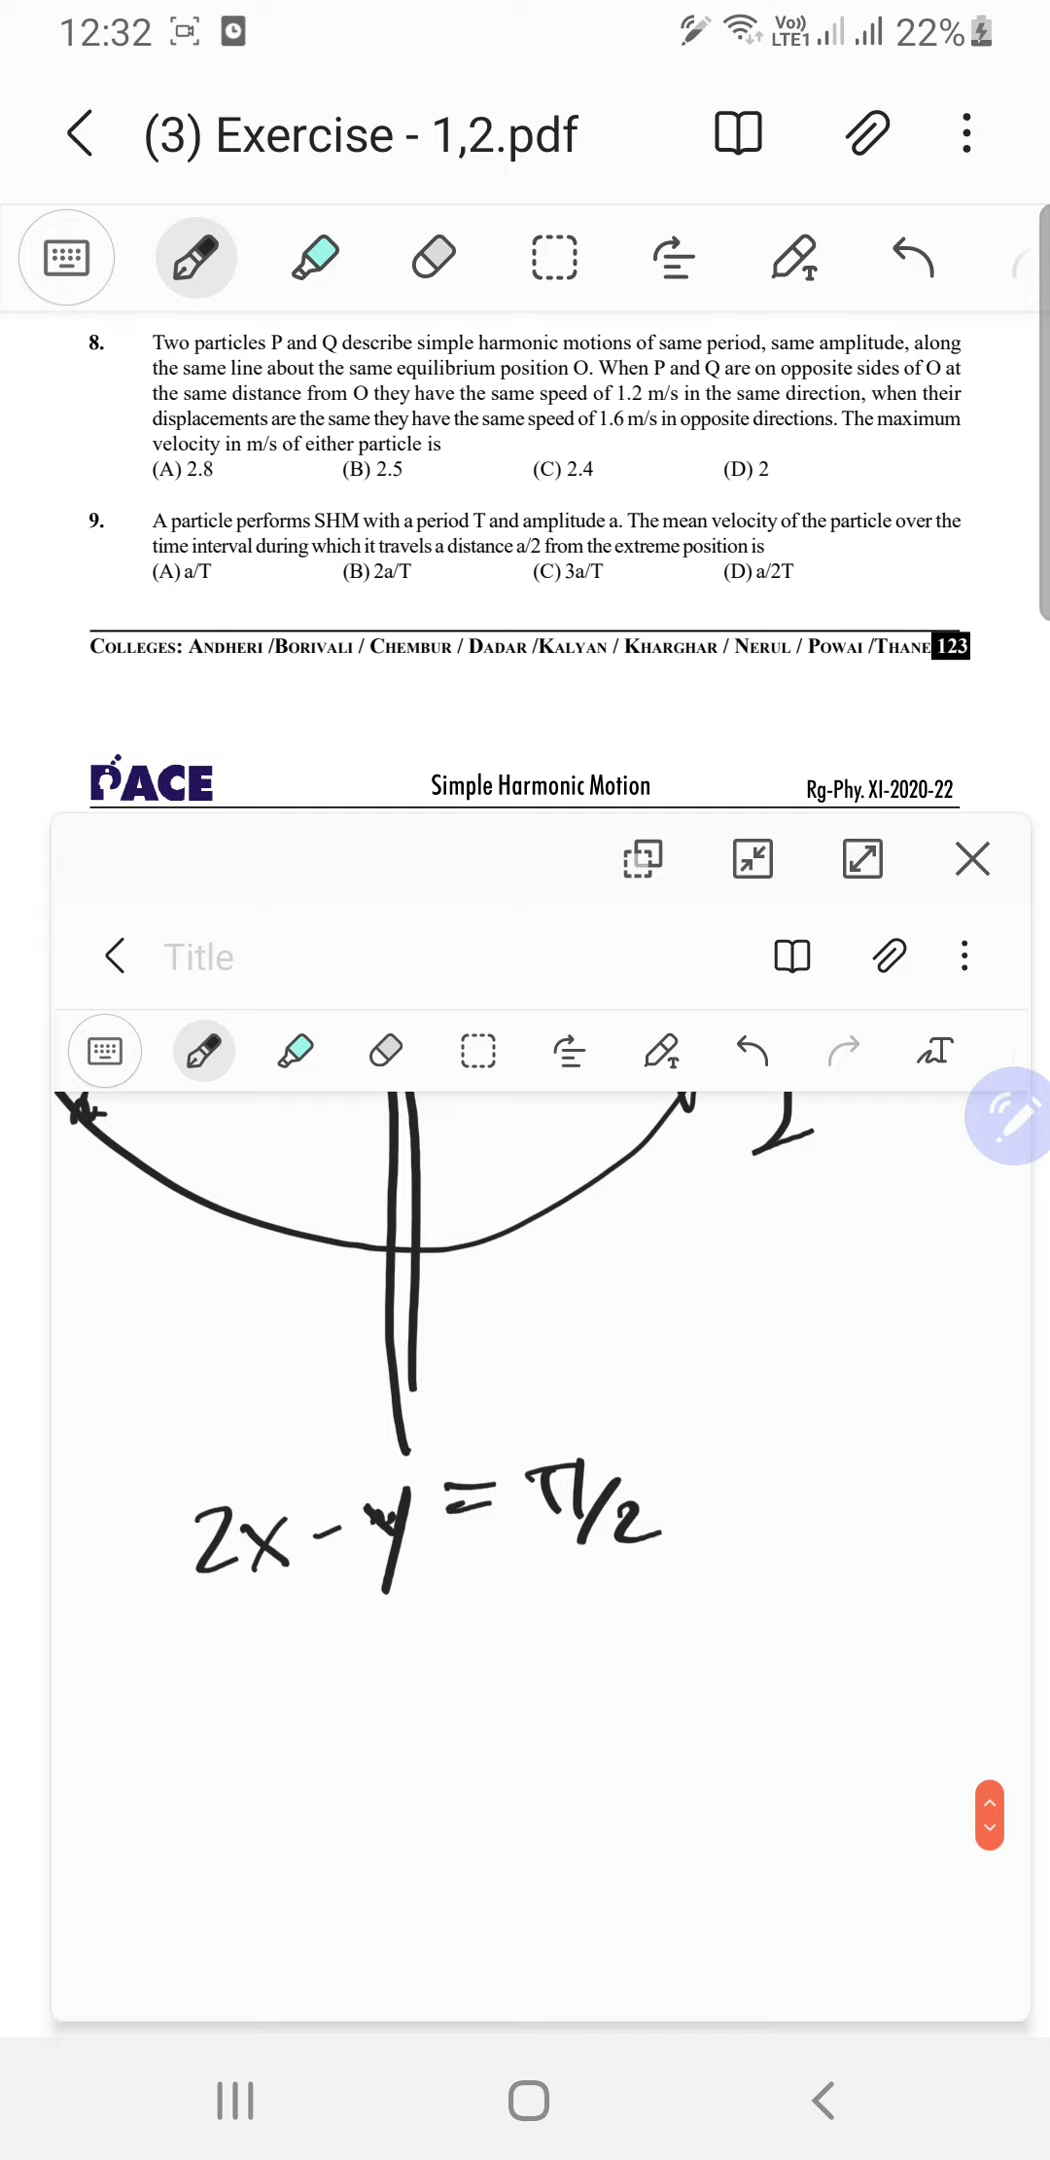 12:32 Vo)) LTE1 22%
(3) Exercise - 1,2.pdf
8. Two particles P and Q describe simple harmonic motions of same period, same amplitude, along
the same line about the same equilibrium position O. When P and Q are on opposite sides of O at
the same distance from O they have the same speed of 1.2 m/s in the same direction, when their
displacements are the same they have the same speed of 1.6 m/s in opposite directions. The maximum
velocity in m/s of either particle is
(A) 2.8 (B) 2.5 (C) 2.4 (D) 2
9. A particle performs SHM with a period T and amplitude a. The mean velocity of the particle over the
time interval during which it travels a distance a/2 from the extreme position is
(A) a/T (B) 2a/T (C) 3a/T (D) a/2T
COLLEGES: ANDHERI /BORIVALI / CHEMBUR / DADAR /KALYAN / KHARGHAR / NERUL / POWAI /THANE 123
PACE Simple Harmonic Motion Rg-Phy. XI-2020-22
Title
2x - y = π/2